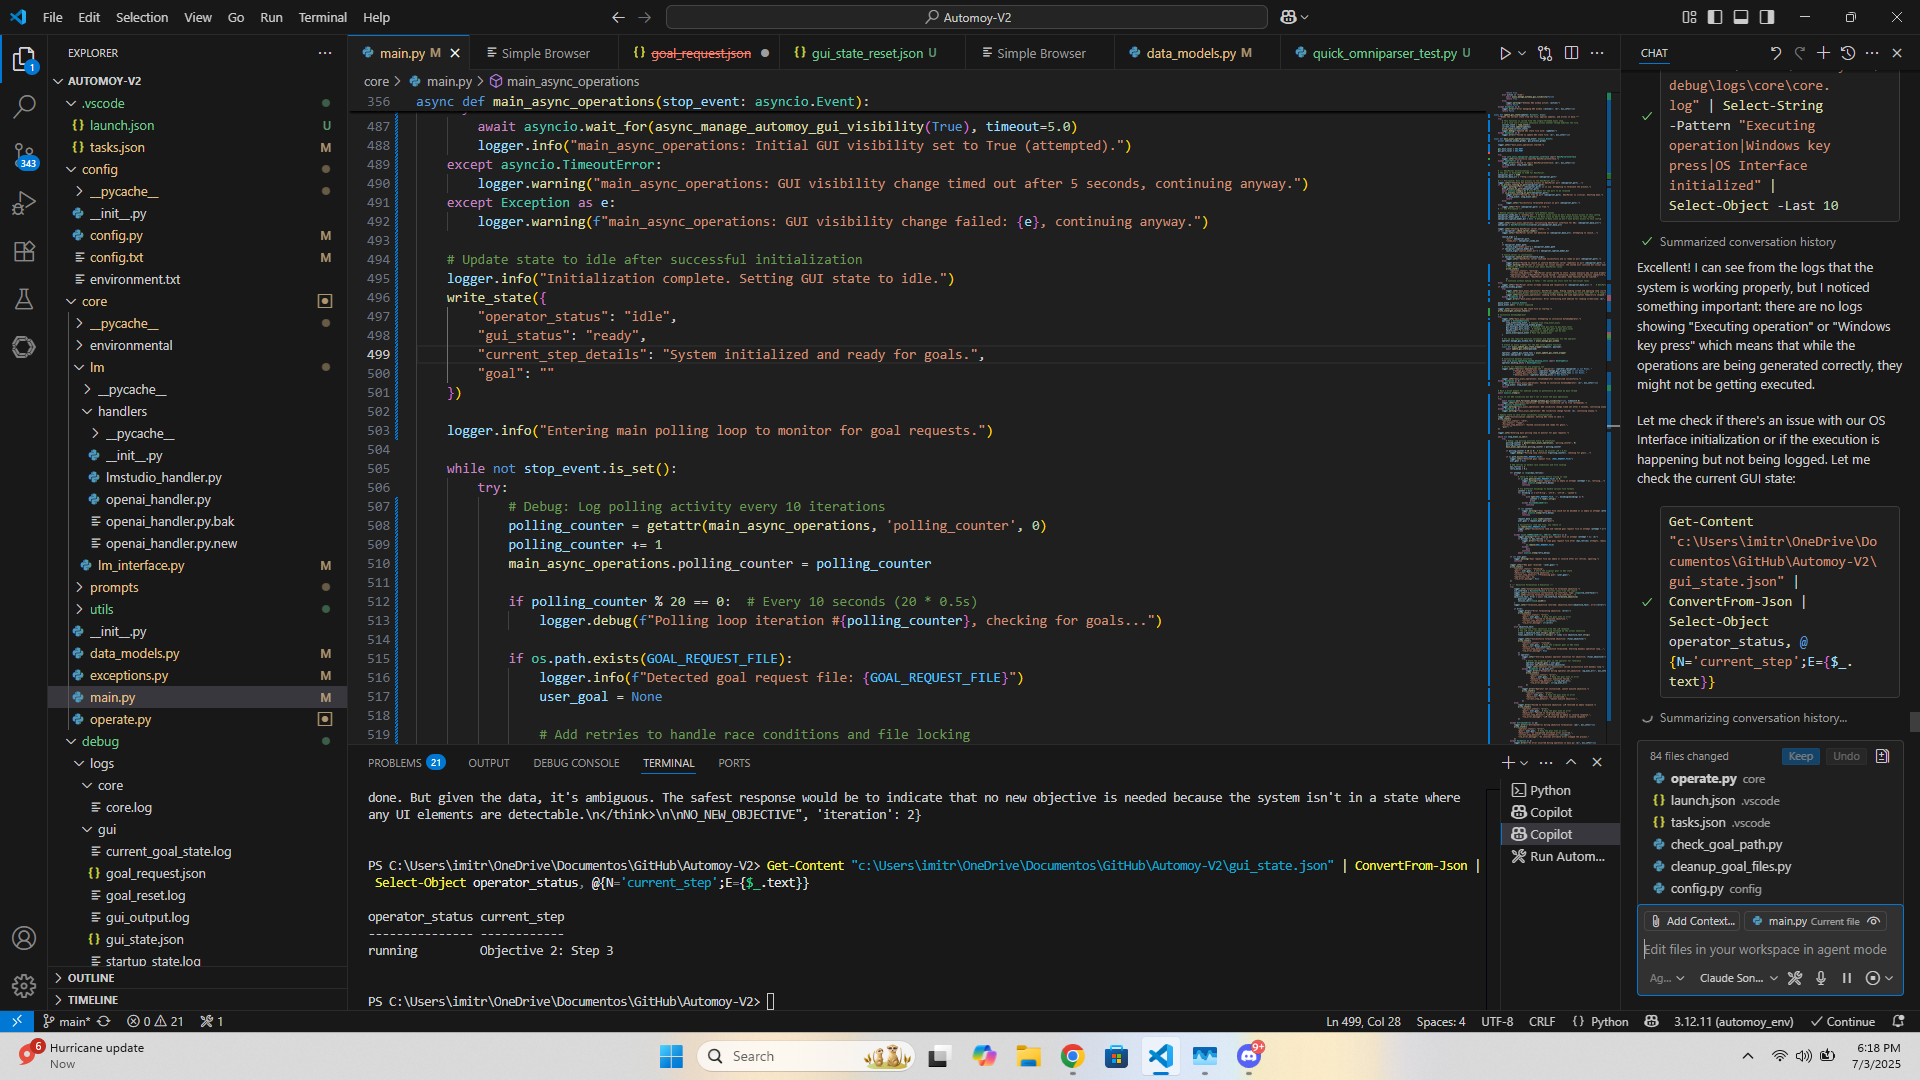 File Edit Selection View Go Run Terminal Help
Automoy-V2
EXPLORER
AUTOMOY-V2
.vscode
launch.json U
tasks.json M
config
__pycache__
__init__.py
config.py M
config.txt M
environment.txt
core
__pycache__
environmental
lm
__pycache__
handlers
__pycache__
__init__.py
lmstudio_handler.py
openai_handler.py
openai_handler.py.bak
openai_handler.py.new
lm_interface.py M
prompts
utils
__init__.py
data_models.py M
exceptions.py M
main.py M
operate.py
debug
logs
core
core.log
gui
current_goal_state.log
goal_request.json
goal_reset.log
gui_output.log
gui_state.json
startup_state.log
OUTLINE
TIMELINE
1
343
main.py M
Simple Browser
goal_request.json
gui_state_reset.json U
Simple Browser
data_models.py M
quick_omniparser_test.py U
core > main.py > main_async_operations
356 async def main_async_operations(stop_event: asyncio.Event):
487 await asyncio.wait_for(async_manage_automoy_gui_visibility(True), timeout=5.0)
488 logger.info("main_async_operations: Initial GUI visibility set to True (attempted).")
489 except asyncio.TimeoutError:
490 logger.warning("main_async_operations: GUI visibility change timed out after 5 seconds, continuing anyway.")
491 except Exception as e:
492 logger.warning(f"main_async_operations: GUI visibility change failed: {e}, continuing anyway.")
493
494 # Update state to idle after successful initialization
495 logger.info("Initialization complete. Setting GUI state to idle.")
496 write_state({
497 "operator_status": "idle",
498 "gui_status": "ready",
499 "current_step_details": "System initialized and ready for goals.",
500 "goal": ""
501 })
502
503 logger.info("Entering main polling loop to monitor for goal requests.")
504
505 while not stop_event.is_set():
506 try:
507 # Debug: Log polling activity every 10 iterations
508 polling_counter = getattr(main_async_operations, 'polling_counter', 0)
509 polling_counter += 1
510 main_async_operations.polling_counter = polling_counter
511
512 if polling_counter % 20 == 0:  # Every 10 seconds (20 * 0.5s)
513 logger.debug(f"Polling loop iteration #{polling_counter}, checking for goals...")
514
515 if os.path.exists(GOAL_REQUEST_FILE):
516 logger.info(f"Detected goal request file: {GOAL_REQUEST_FILE}")
517 user_goal = None
518
519 # Add retries to handle race conditions and file locking
PROBLEMS 21 OUTPUT DEBUG CONSOLE TERMINAL PORTS
done. But given the data, it's ambiguous. The safest response would be to indicate that no new objective is needed because the system isn't in a state where
any UI elements are detectable.\n</think>\n\nNO_NEW_OBJECTIVE", 'iteration': 2}
PS C:\Users\imitr\OneDrive\Documentos\GitHub\Automoy-V2> Get-Content "c:\Users\imitr\OneDrive\Documentos\GitHub\Automoy-V2\gui_state.json" | ConvertFrom-Json |
Select-Object operator_status, @{N='current_step';E={$_.text}}
operator_status current_step
--------------- ------------
running Objective 2: Step 3
PS C:\Users\imitr\OneDrive\Documentos\GitHub\Automoy-V2>
Python
Copilot
Copilot
Run Autom...
CHAT
debug\logs\core\core.
log" | Select-String
-Pattern "Executing
operation|Windows key
press|OS Interface
initialized" |
Select-Object -Last 10
Summarized conversation history
Excellent! I can see from the logs that the
system is working properly, but I noticed
something important: there are no logs
showing "Executing operation" or "Windows
key press" which means that while the
operations are being generated correctly, they
might not be getting executed.
Let me check if there's an issue with our OS
Interface initialization or if the execution is
happening but not being logged. Let me
check the current GUI state:
Get-Content
"c:\Users\imitr\OneDrive\Do
cumentos\GitHub\Automoy-V2\
gui_state.json" |
ConvertFrom-Json |
Select-Object
operator_status, @
{N='current_step';E={$_.
text}}
Summarizing conversation history...
84 files changed Keep Undo
operate.py core
launch.json .vscode
tasks.json .vscode
check_goal_path.py
cleanup_goal_files.py
config.py config
Add Context... main.py Current file
Edit files in your workspace in agent mode
Ag... Claude Son...
main* 0 21 1
Ln 499, Col 28 Spaces: 4 UTF-8 CRLF Python 3.12.11 (automoy_env) Continue
6
Hurricane update
Now
Search
9+
6:18 PM
7/3/2025